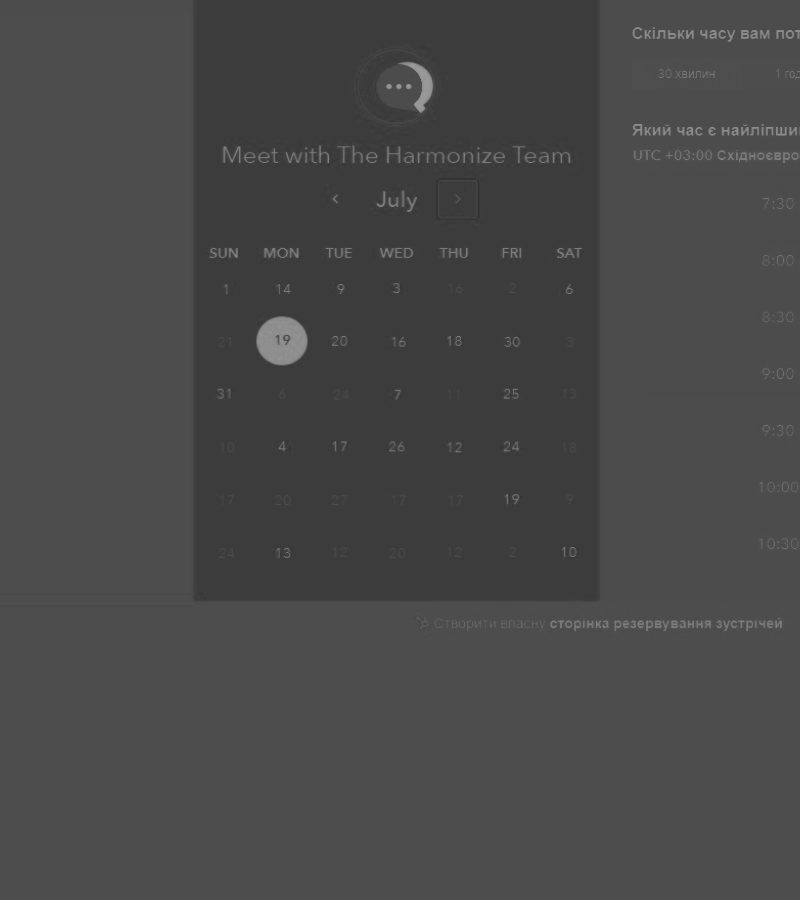 Meet with The Harmonize Team
July
SUN MON TUE WED THU FRI SAT
1 14 9 3 16 2 6
21 19 20 16 18 30 3
31 6 24 7 11 25 13
10 4 17 26 12 24 18
17 20 27 17 17 19 9
24 13 12 20 12 2 10
Скільки часу вам пот
30 хвилин 1 год
Який час є найліпши
UTC +03:00 Східноєвро
7:30
8:00
8:30
9:00
9:30
10:00
10:30
Створити власну сторінка резервування зустрічей